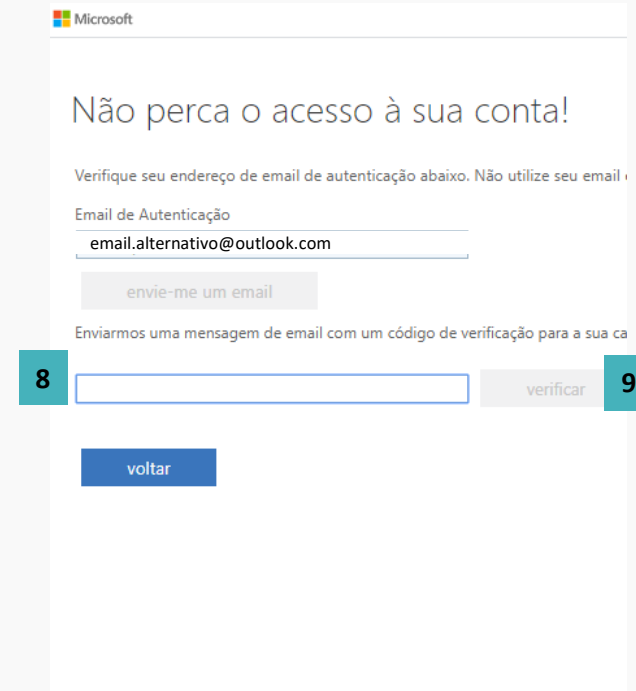 Microsoft
Não perca o acesso à sua conta!
Verifique seu endereço de email de autenticação abaixo. Não utilize seu email
Email de Autenticação
email.alternativo@outlook.com
envie-me um email
Enviarmos uma mensagem de email com um código de verificação para a sua ca
8
verificar
9
voltar